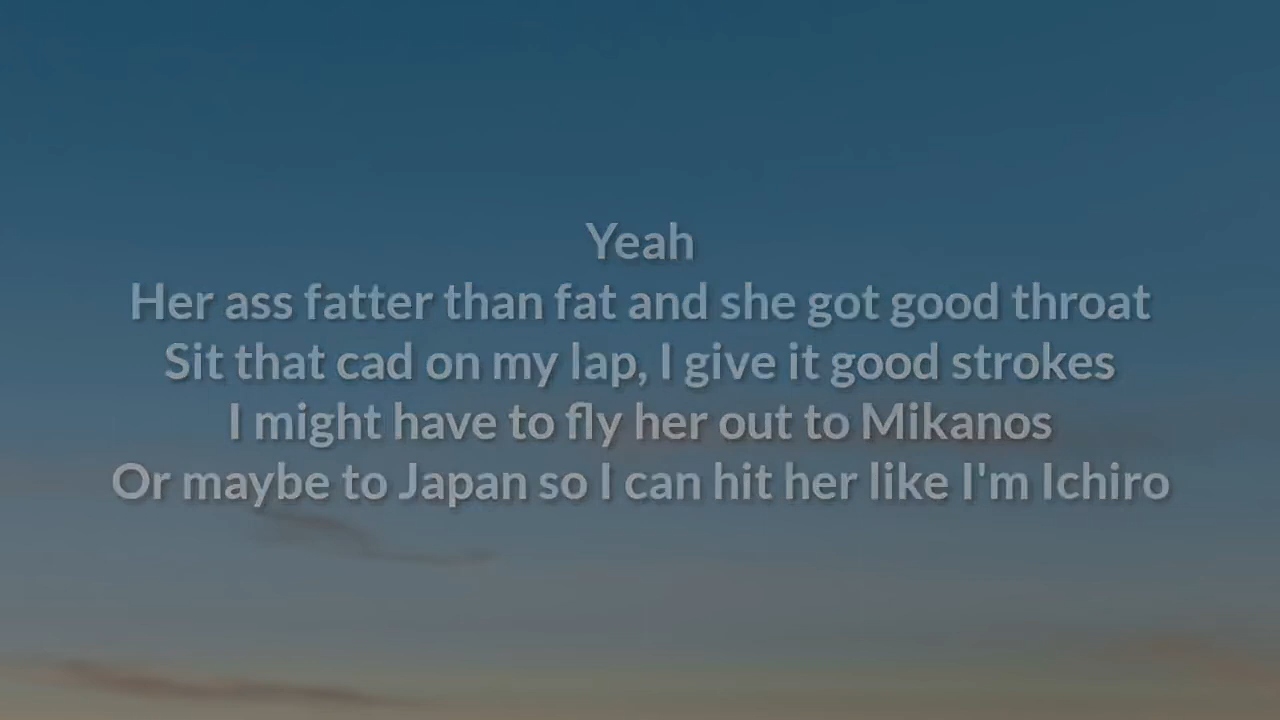 Yeah
Her ass fatter than fat and she got good throat
Sit that cad on my lap, I give it good strokes
I might have to fly her out to Mikanos
Or maybe to Japan so I can hit her like I'm Ichiro